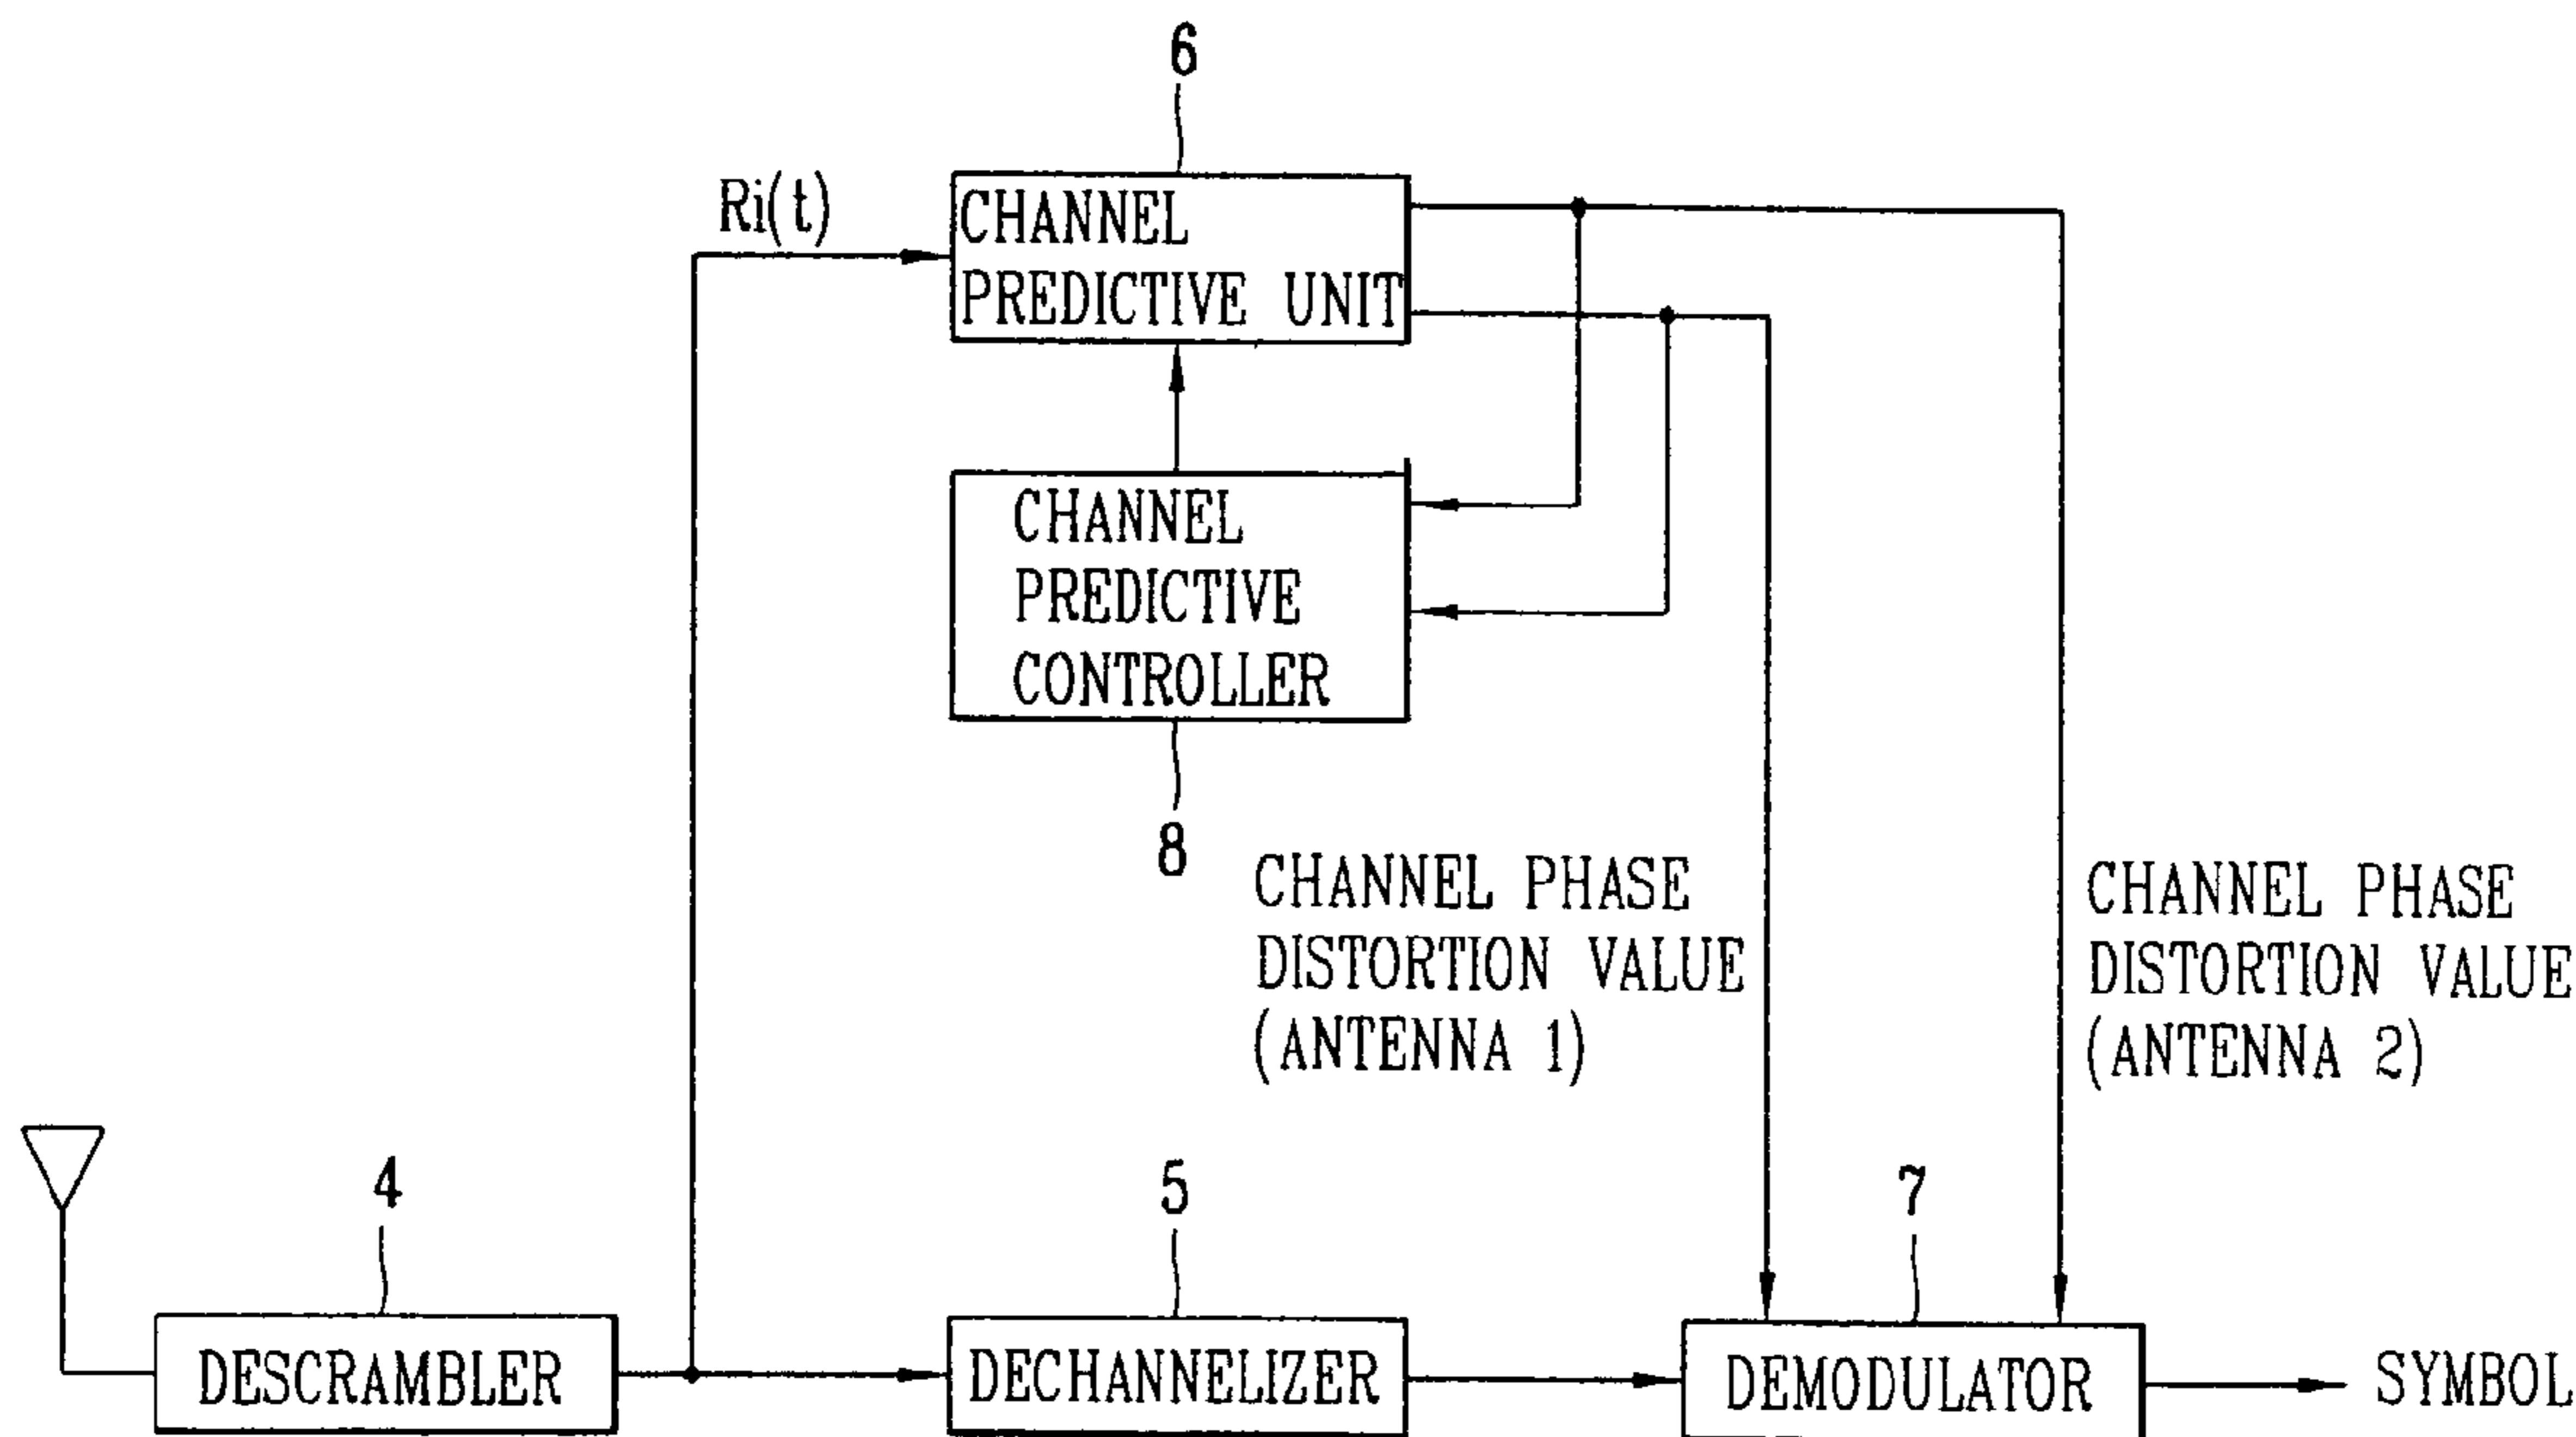 6
Ri(t)
CHANNEL
PREDICTIVE UNIT
CHANNEL
PREDICTIVE
CONTROLLER
8
CHANNEL PHASE
DISTORTION VALUE
(ANTENNA 1)
CHANNEL PHASE
DISTORTION VALUE
(ANTENNA 2)
4
5
7
DESCRAMBLER
DECHANNELIZER
DEMODULATOR
SYMBOL